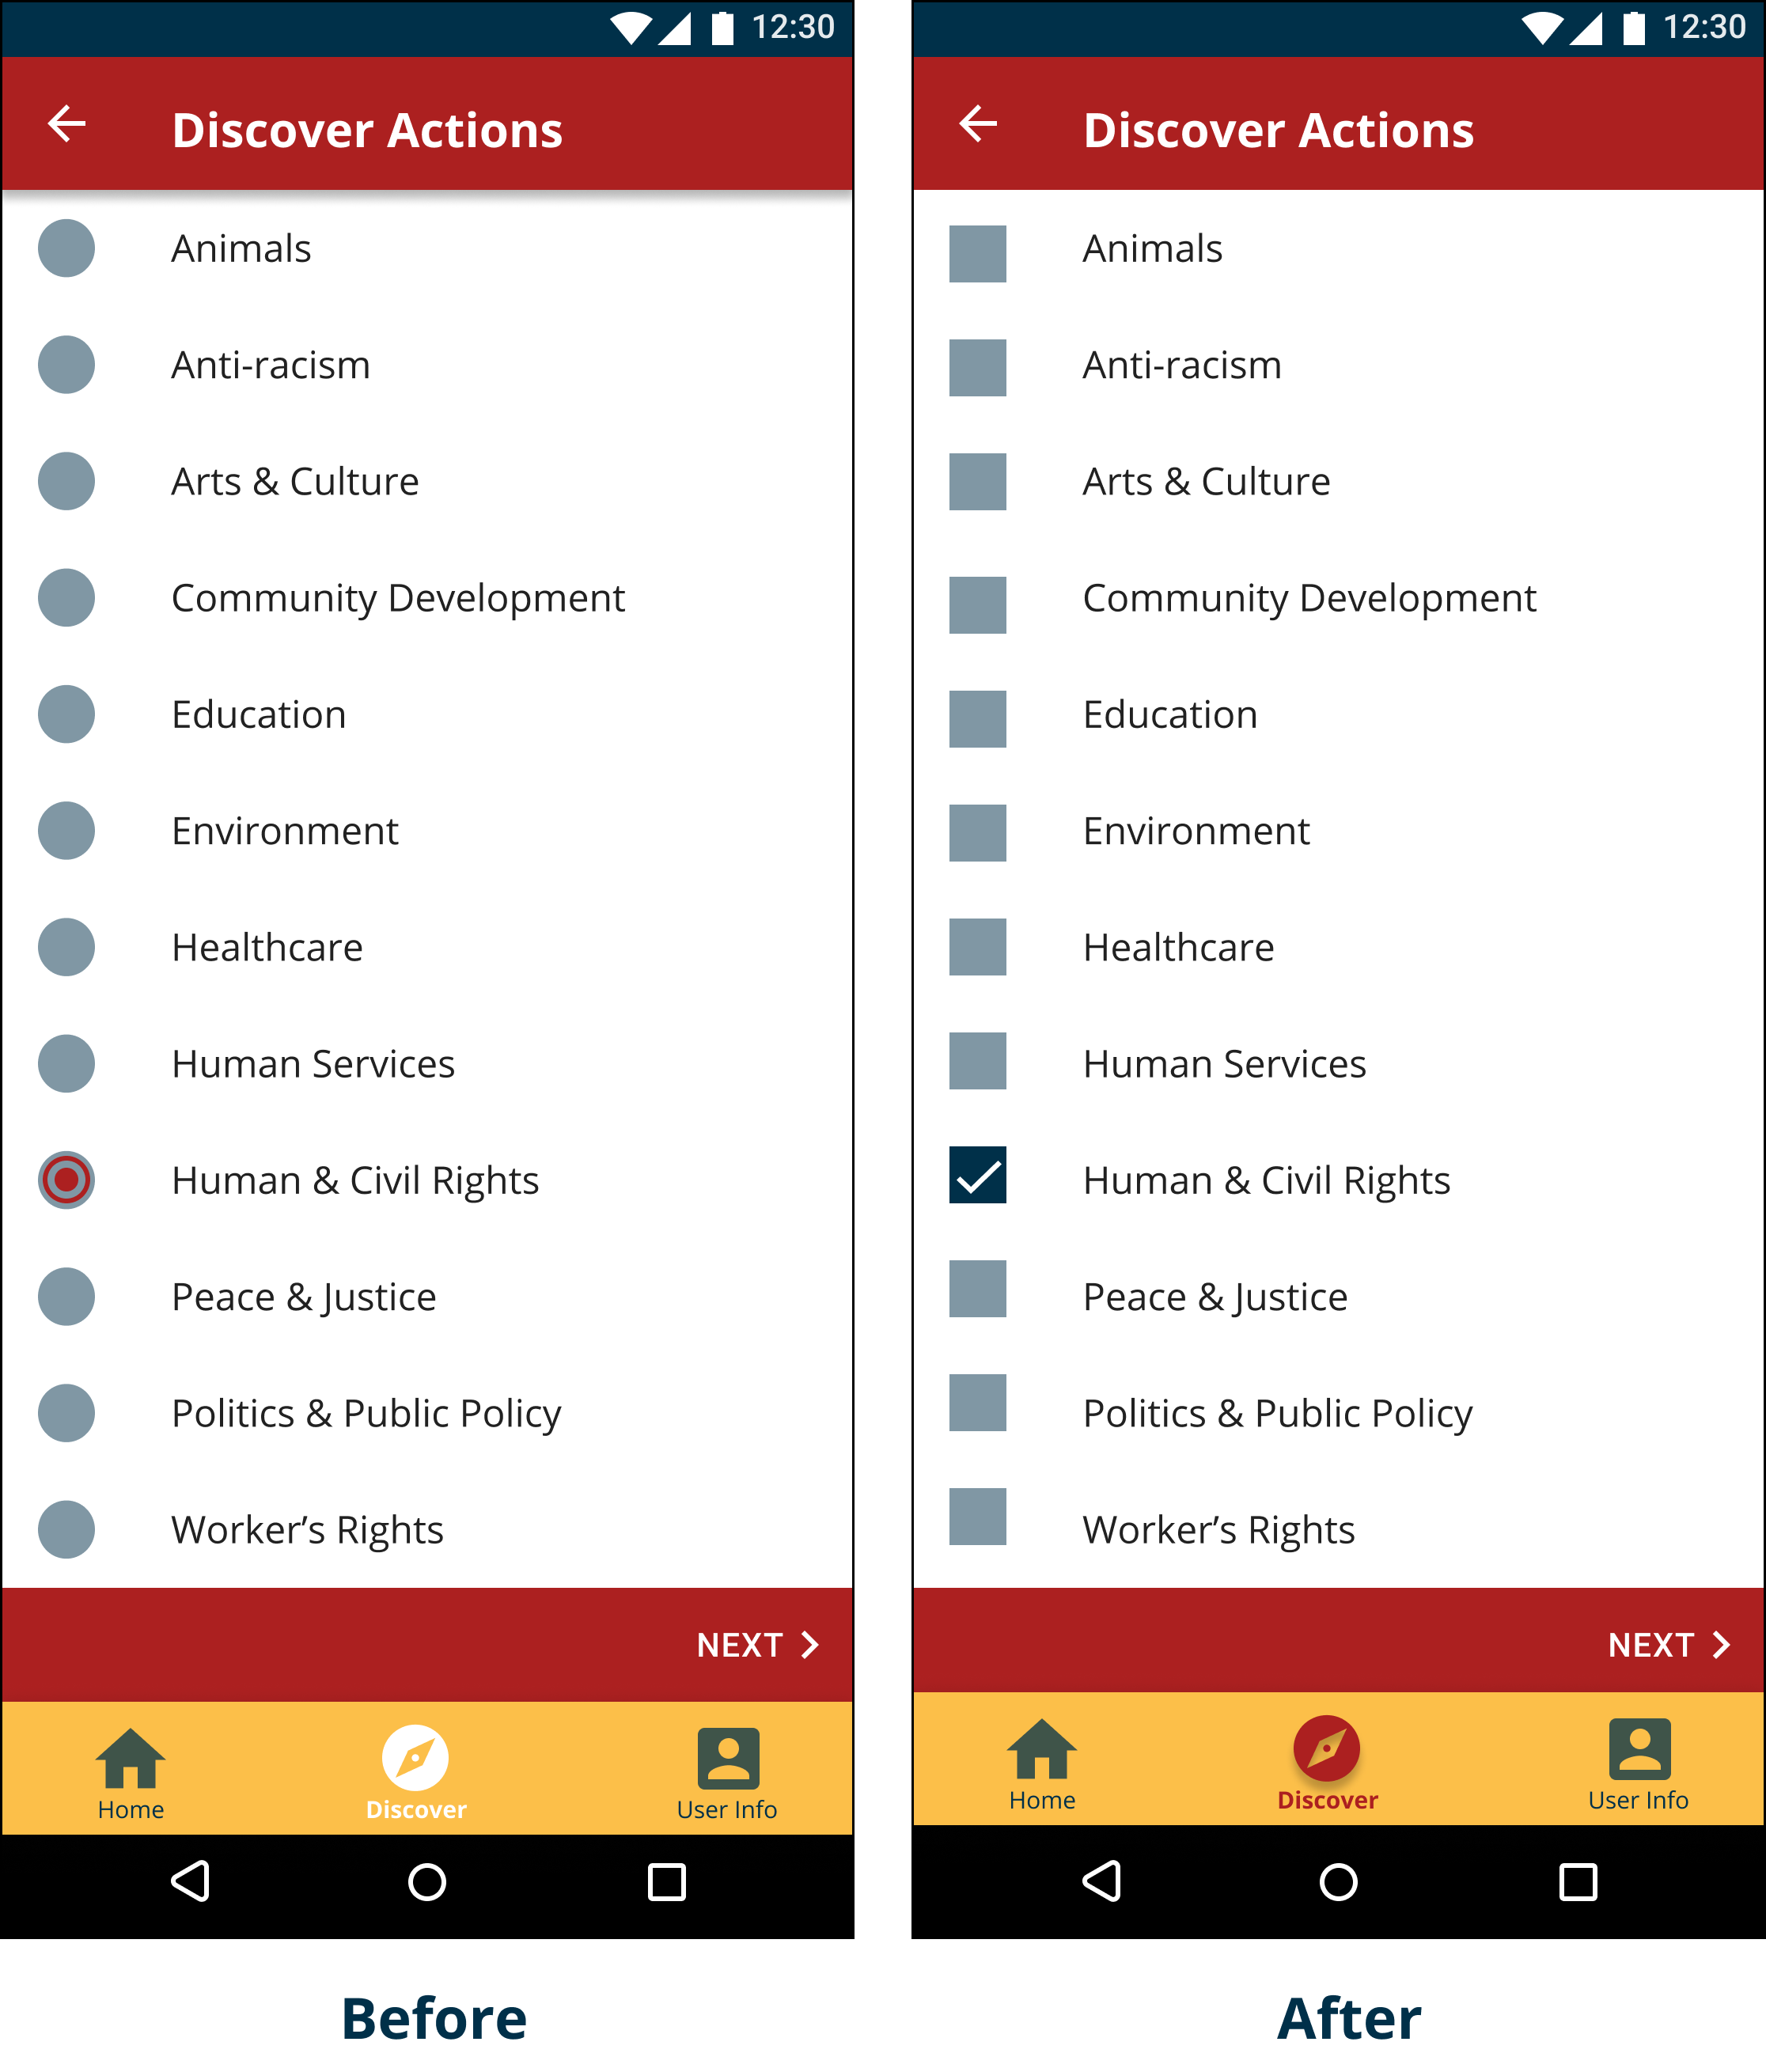 12:30
Discover Actions
Animals
Anti-racism
Arts & Culture
Community Development
Education
Environment
Healthcare
Human Services
Human & Civil Rights
Peace & Justice
Politics & Public Policy
Worker’s Rights
NEXT
Home
Discover
User Info
Before
12:30
Discover Actions
Animals
Anti-racism
Arts & Culture
Community Development
Education
Environment
Healthcare
Human Services
Human & Civil Rights
Peace & Justice
Politics & Public Policy
Worker’s Rights
NEXT
Home
Discover
User Info
After